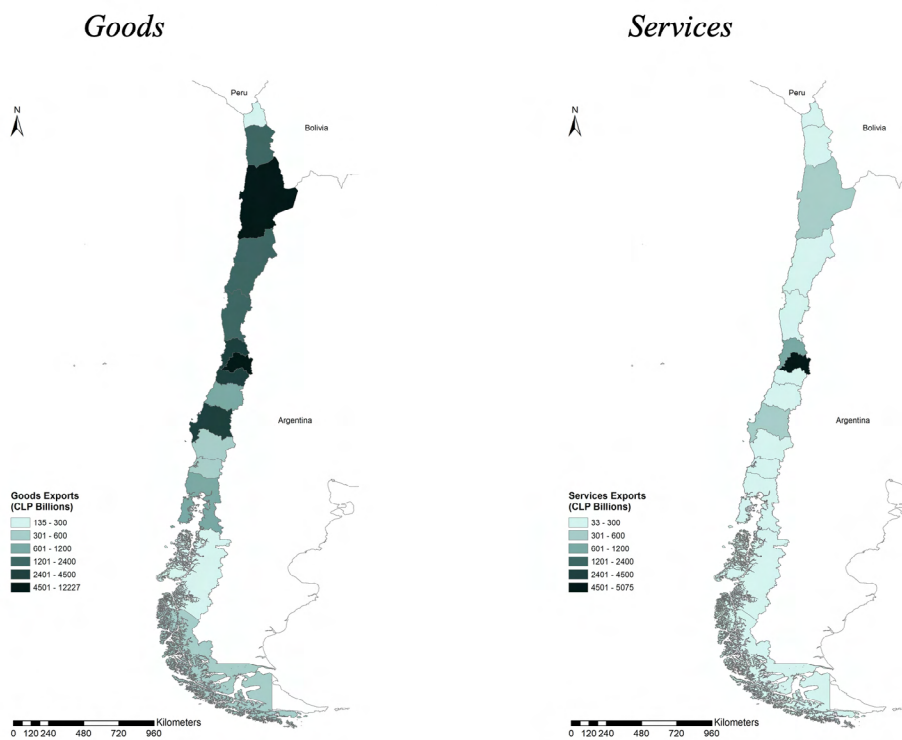 Goods
Services
N
Peru
Bolivia
Argentina
Goods Exports
(CLP Billions)
135 - 300
301 - 600
601 - 1200
1201 - 2400
2401 - 4500
4501 - 12227
Kilometers
0 120 240 480 720 960
N
Peru
Bolivia
Argentina
Services Exports
(CLP Billions)
33 - 300
301 - 600
601 - 1200
1201 - 2400
2401 - 4500
4501 - 5075
Kilometers
0 120 240 480 720 960